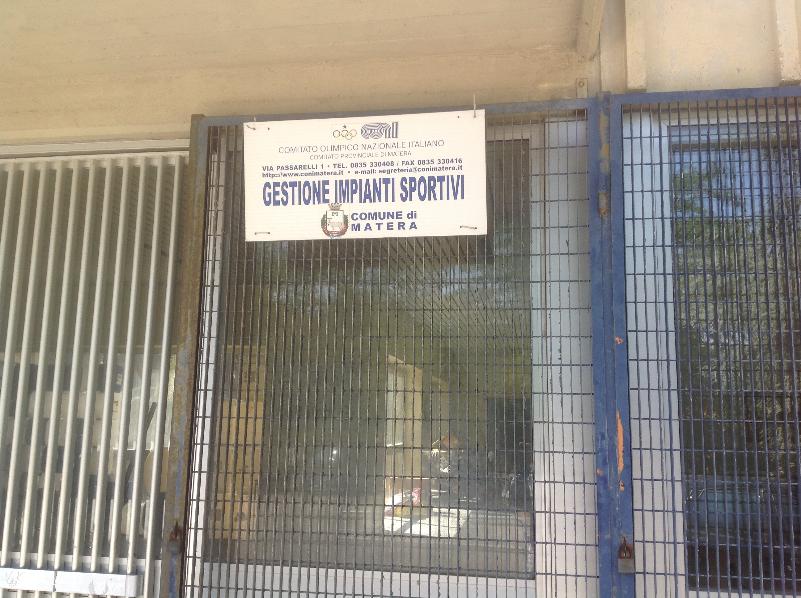 CONI
COMITATO OLIMPICO NAZIONALE ITALIANO
COMITATO PROVINCIALE DI MATERA
VIA PASSARELLI 1 • TEL. 0835 330408 / FAX 0835 330416
http://www.conimatera.it • e-mail: segreteria@conimatera.it
GESTIONE IMPIANTI SPORTIVI
COMUNE di
MATERA